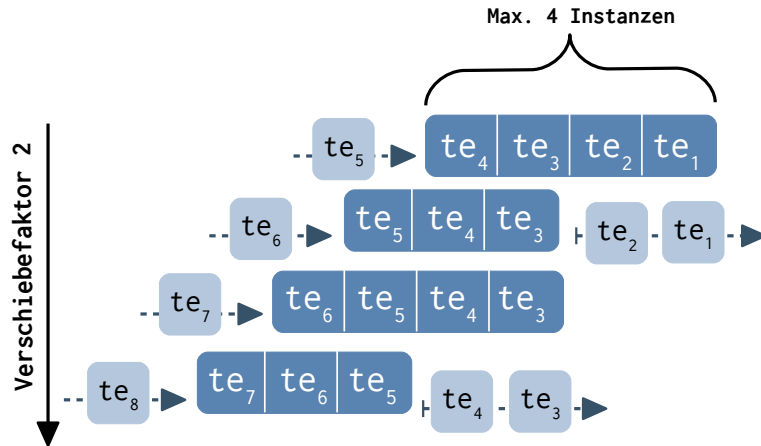 Max. 4 Instanzen
Verschiebefaktor 2
te₅ te₄ te₃ te₂ te₁
te₆ te₅ te₄ te₃ te₂ te₁
te₇ te₆ te₅ te₄ te₃
te₈ te₇ te₆ te₅ te₄ te₃